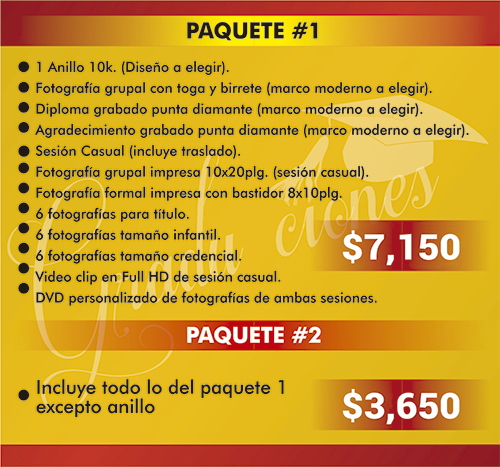 PAQUETE #1
1 Anillo 10k. (Diseño a elegir).
Fotografía grupal con toga y birrete (marco moderno a elegir).
Diploma grabado punta diamante (marco moderno a elegir).
Agradecimiento grabado punta diamante (marco moderno a elegir).
Sesión Casual (incluye traslado).
Fotografía grupal impresa 10x20plg. (sesión casual).
Fotografía formal impresa con bastidor 8x10plg.
6 fotografías para título.
6 fotografías tamaño infantil.
6 fotografías tamaño credencial.
Video clip en Full HD de sesión casual.
DVD personalizado de fotografías de ambas sesiones.
Graduaciones
$7,150
PAQUETE #2
Incluye todo lo del paquete 1
excepto anillo
$3,650